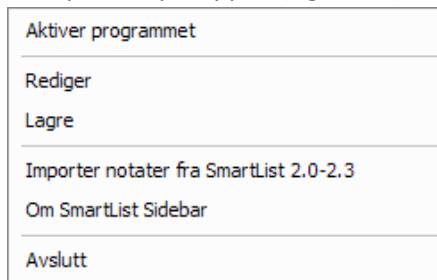 Aktiver programmet
Rediger
Lagre
Importer notater fra SmartList 2.0-2.3
Om SmartList Sidebar
Avslutt